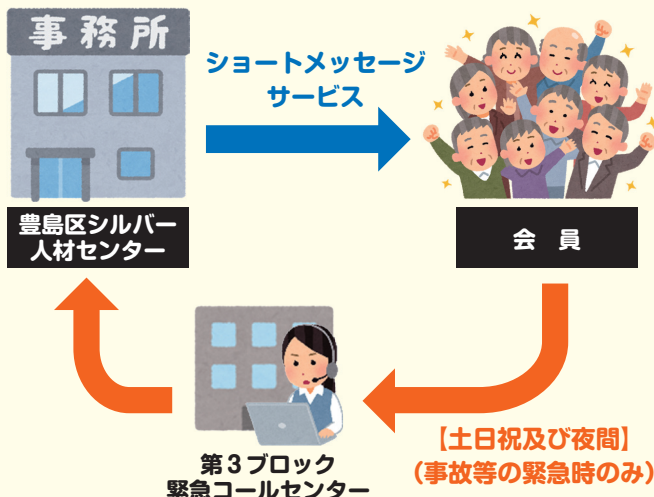 事務所
ショートメッセージ
サービス
豊島区シルバー
人材センター
会 員
第3ブロック
緊急コールセンター
【土日祝及び夜間】
(事故等の緊急時のみ)